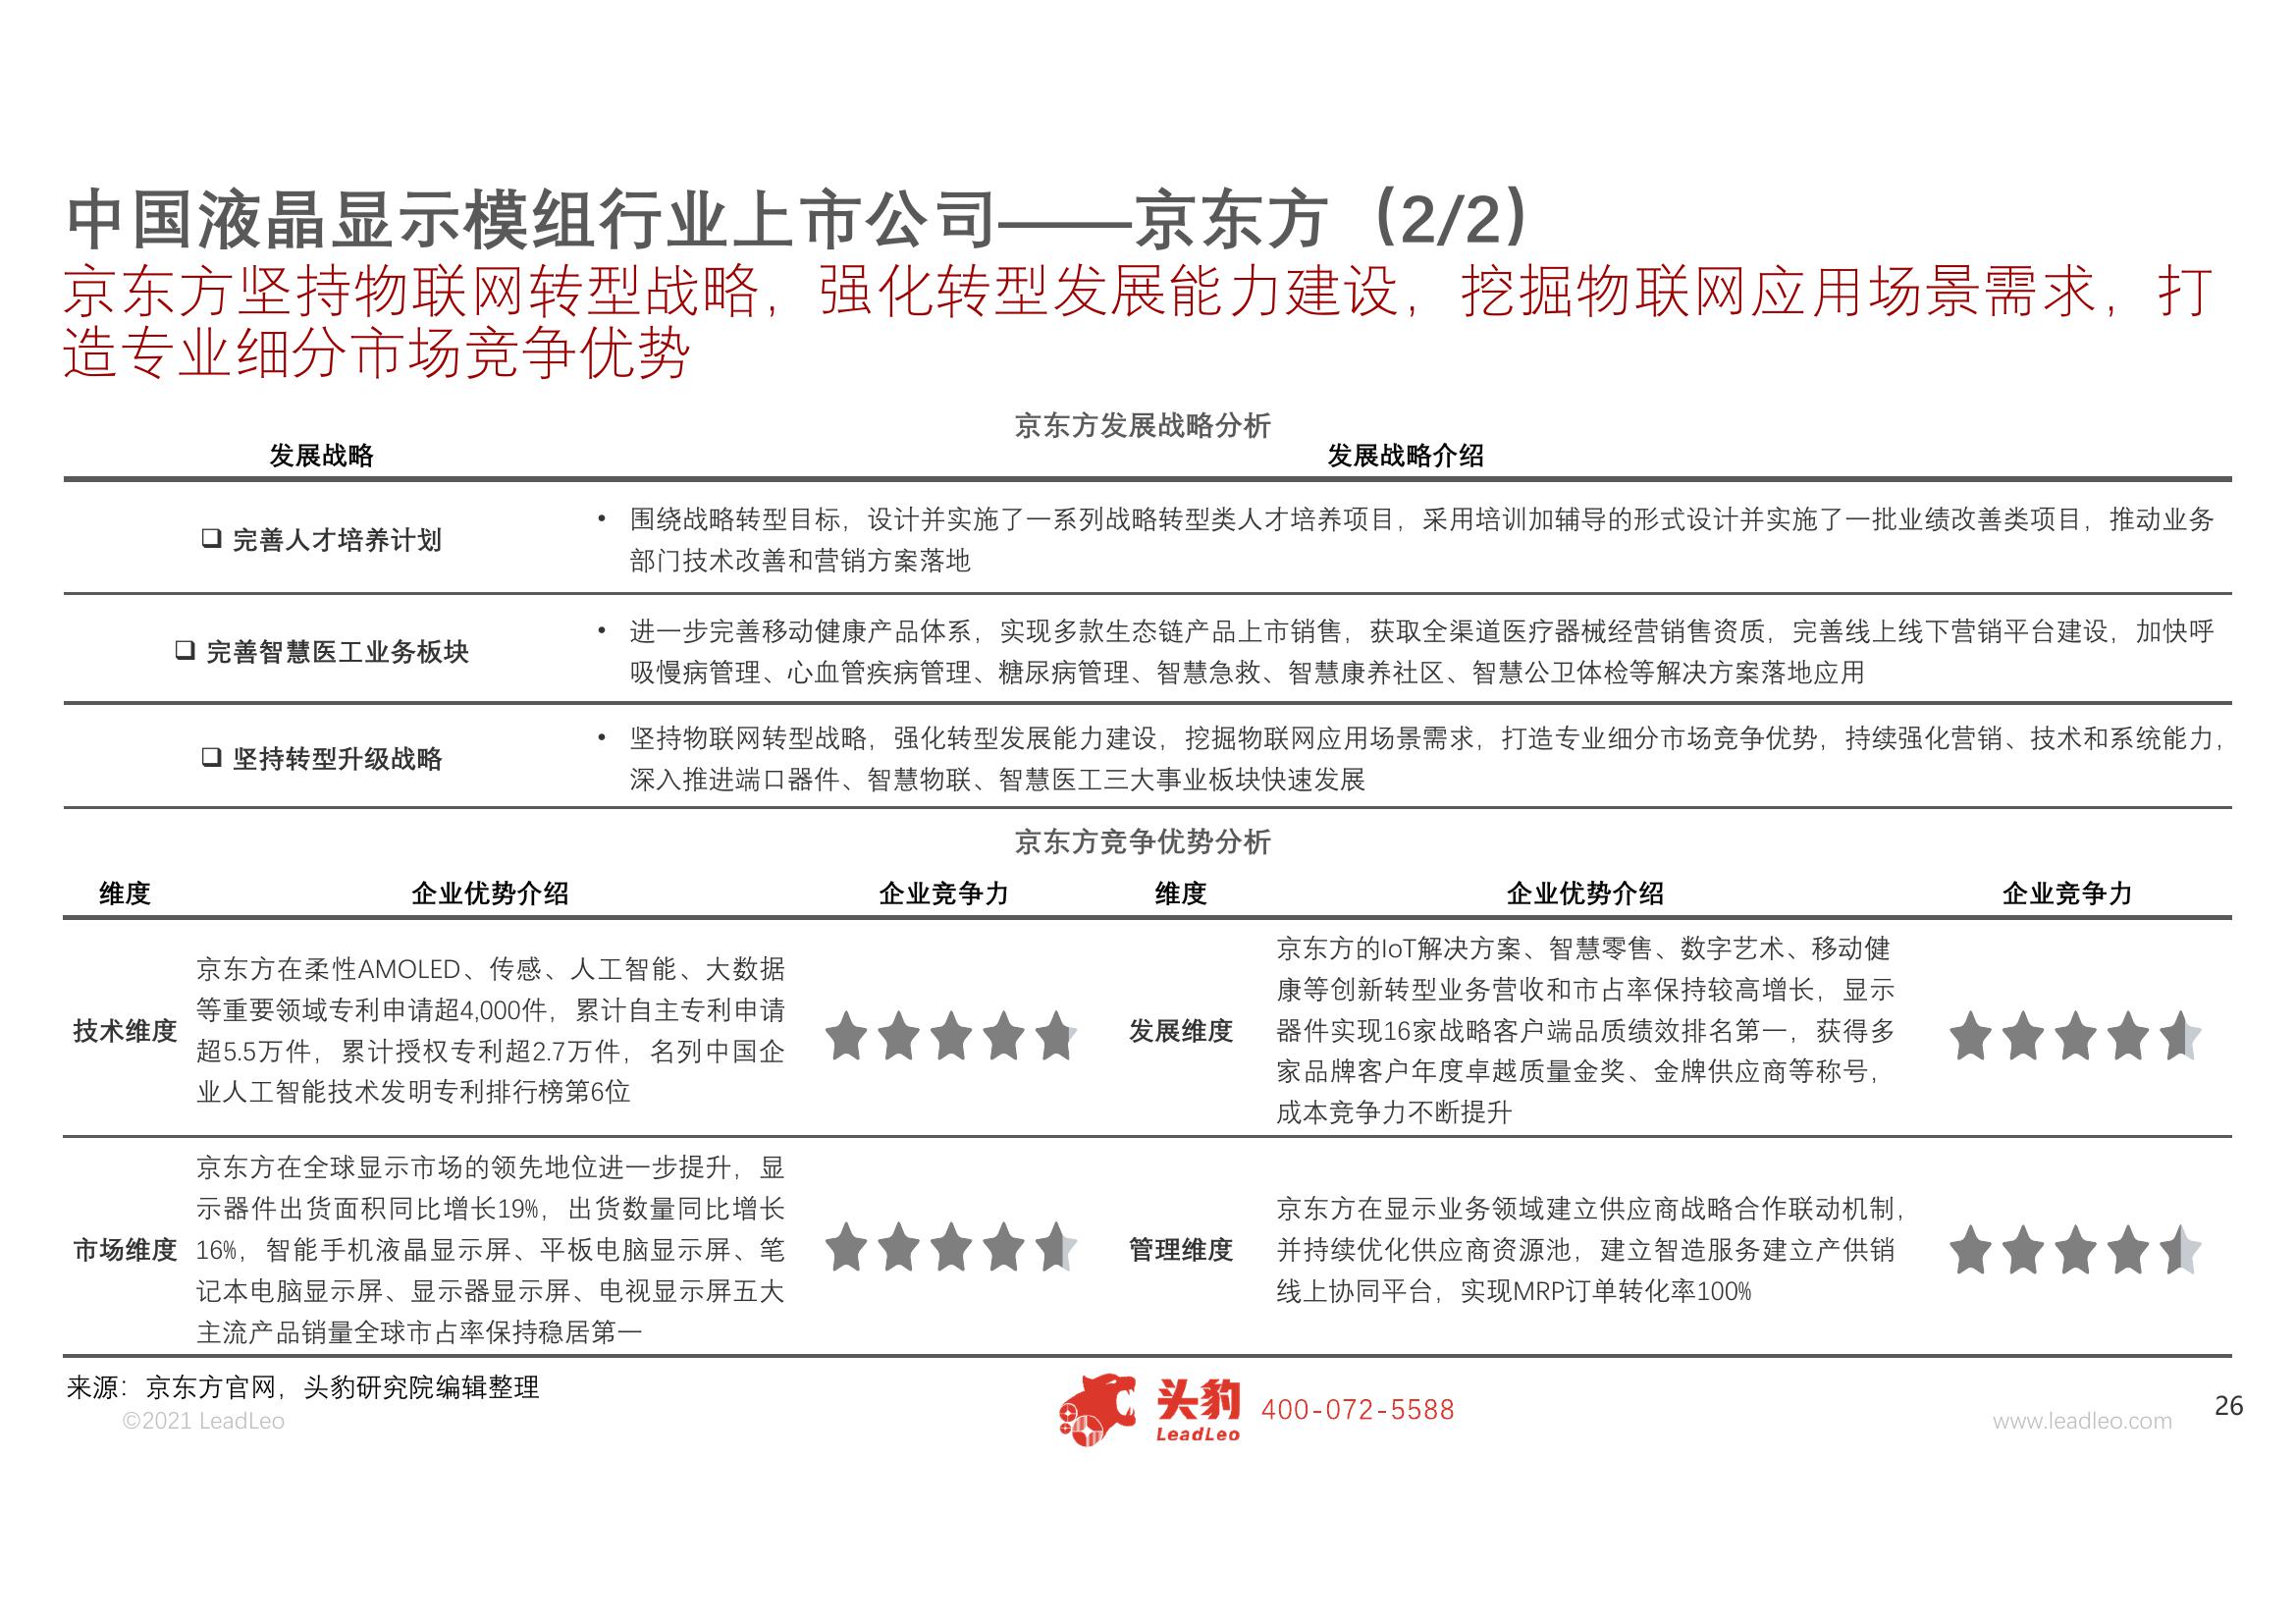 中国液晶显示模组行业上市公司——京东方（2/2）
京东方坚持物联网转型战略，强化转型发展能力建设，挖掘物联网应用场景需求，打
造专业细分市场竞争优势
京东方发展战略分析
发展战略
发展战略介绍
❑ 完善人才培养计划
• 围绕战略转型目标，设计并实施了一系列战略转型类人才培养项目，采用培训加辅导的形式设计并实施了一批业绩改善类项目，推动业务
部门技术改善和营销方案落地
❑ 完善智慧医工业务板块
• 进一步完善移动健康产品体系，实现多款生态链产品上市销售，获取全渠道医疗器械经营销售资质，完善线上线下营销平台建设，加快呼
吸慢病管理、心血管疾病管理、糖尿病管理、智慧急救、智慧康养社区、智慧公卫体检等解决方案落地应用
❑ 坚持转型升级战略
• 坚持物联网转型战略，强化转型发展能力建设，挖掘物联网应用场景需求，打造专业细分市场竞争优势，持续强化营销、技术和系统能力，
深入推进端口器件、智慧物联、智慧医工三大事业板块快速发展
京东方竞争优势分析
维度
企业优势介绍
企业竞争力
维度
企业优势介绍
企业竞争力
技术维度
京东方在柔性AMOLED、传感、人工智能、大数据
等重要领域专利申请超4,000件，累计自主专利申请
超5.5万件，累计授权专利超2.7万件，名列中国企
业人工智能技术发明专利排行榜第6位
发展维度
京东方的IoT解决方案、智慧零售、数字艺术、移动健
康等创新转型业务营收和市占率保持较高增长，显示
器件实现16家战略客户端品质绩效排名第一，获得多
家品牌客户年度卓越质量金奖、金牌供应商等称号，
成本竞争力不断提升
市场维度
京东方在全球显示市场的领先地位进一步提升，显
示器件出货面积同比增长19%，出货数量同比增长
16%，智能手机液晶显示屏、平板电脑显示屏、笔
记本电脑显示屏、显示器显示屏、电视显示屏五大
主流产品销量全球市占率保持稳居第一
管理维度
京东方在显示业务领域建立供应商战略合作联动机制，
并持续优化供应商资源池，建立智造服务建立产供销
线上协同平台，实现MRP订单转化率100%
来源：京东方官网，头豹研究院编辑整理
©2021 LeadLeo
头豹
LeadLeo
400-072-5588
www.leadleo.com
26